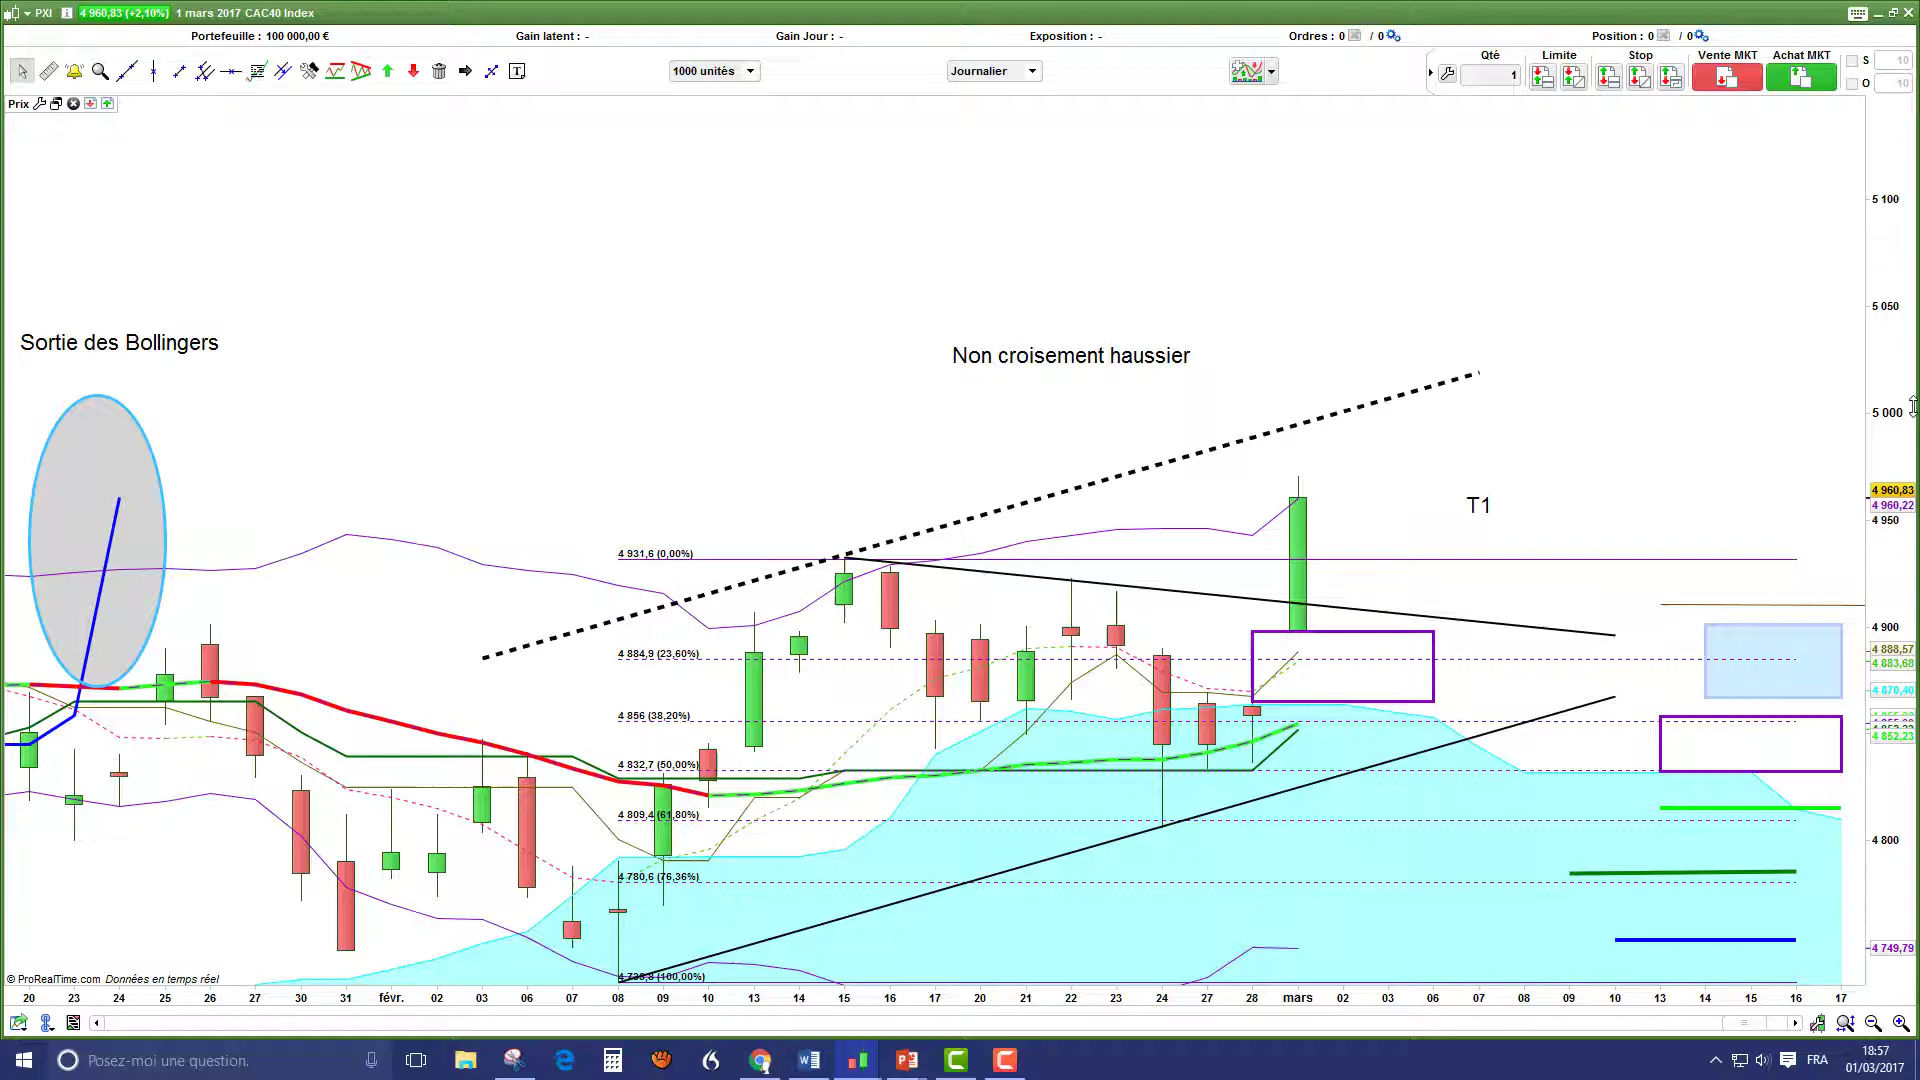 PXI 4 960,83 (+2,10%) 1 mars 2017 CAC40 Index
Portefeuille : 100 000,00 € Gain latent : - Gain Jour : - Exposition : - Ordres : 0 / 0 Position : 0 / 0
1000 unités Journalier Qté 1 Limite Stop Vente MKT Achat MKT S 10
O 10
Prix
5 100
5 050
Sortie des Bollingers
Non croisement haussier
5 000
4 960,83
4 960,22
T1
4 950
4 931,6 (0,00%)
4 900
4 888,57
4 884,9 (23,60%)
4 883,68
4 870,40
4 856 (38,20%)
4 852,23
4 832,7 (50,00%)
4 809,4 (61,80%)
4 800
4 780,6 (76,36%)
4 749,79
(100,00%)
© ProRealTime.com Données en temps réel
20 23 24 25 26 27 30 31 févr. 02 03 06 07 08 09 10 13 14 15 16 17 20 21 22 23 24 27 28 mars 02 03 06 07 08 09 10 13 14 15 16 17
Posez-moi une question.
FRA
18:57
01/03/2017